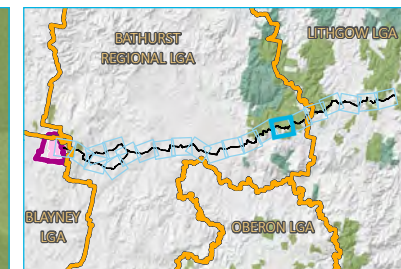 BATHURST
REGIONAL LGA
LITHGOW LGA
BLAYNEY
LGA
OBERON LGA